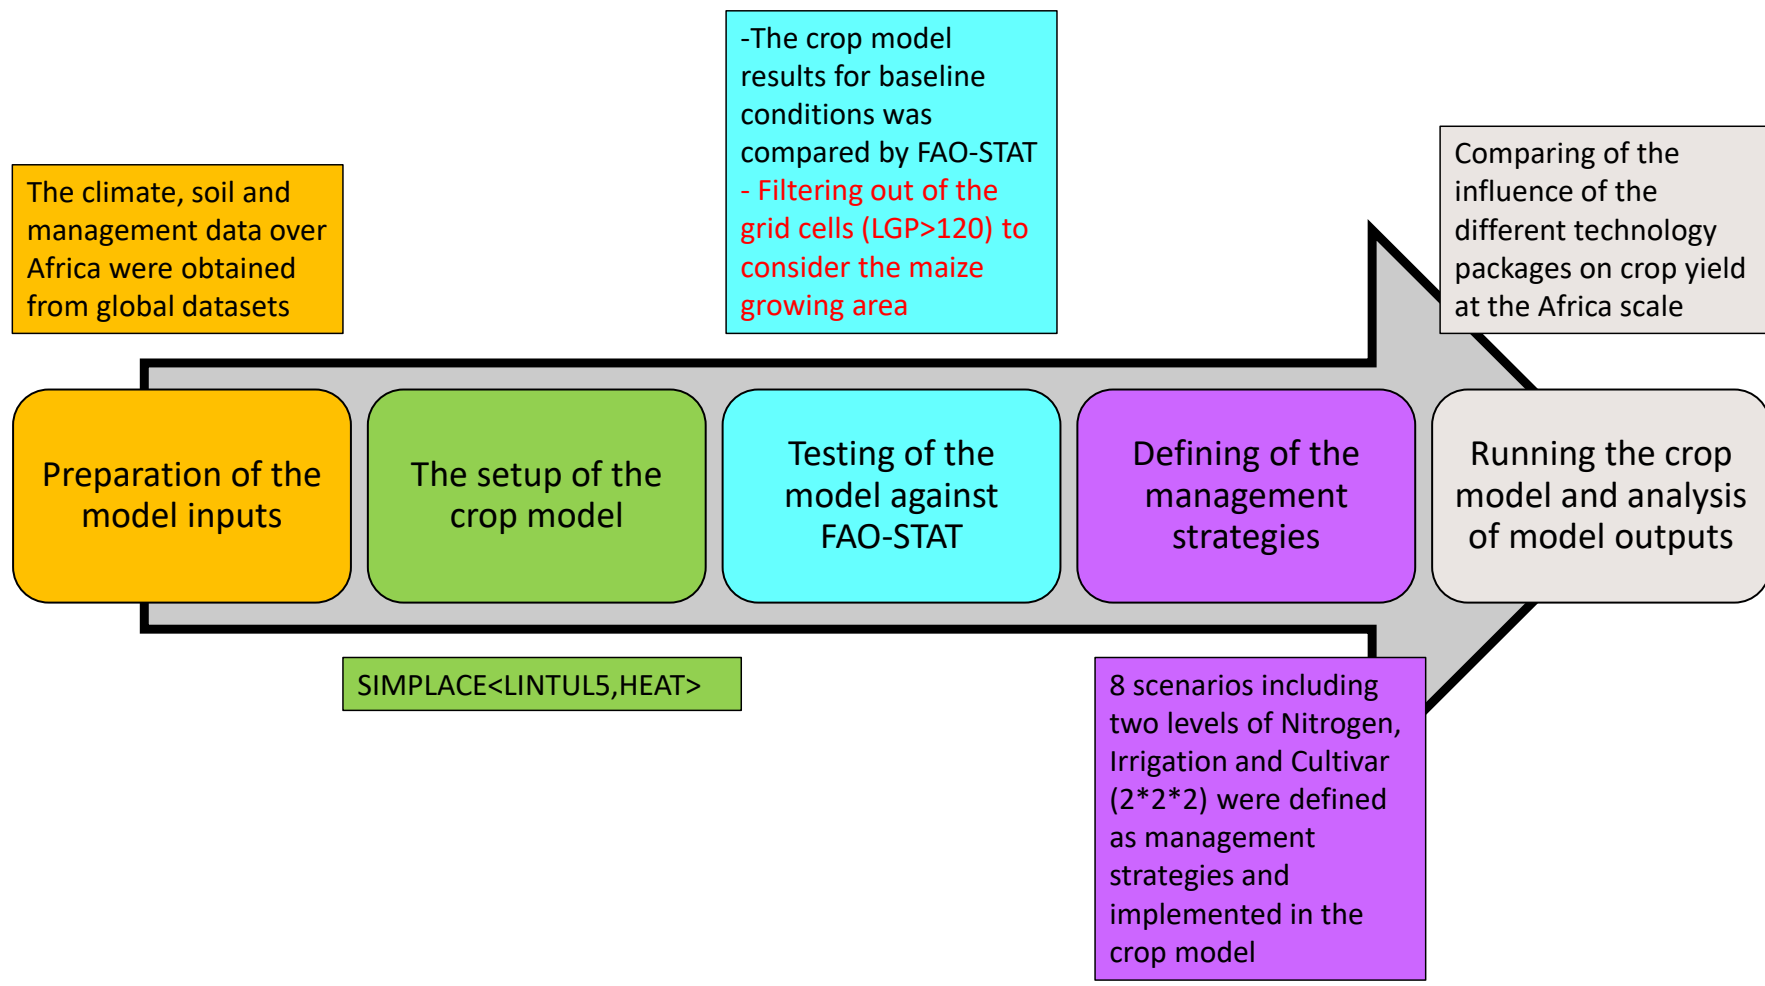 The climate, soil and
management data over
Africa were obtained
from global datasets
-The crop model
results for baseline
conditions was
compared by FAO-STAT
- Filtering out of the
grid cells (LGP>120) to
consider the maize
growing area
Comparing of the
influence of the
different technology
packages on crop yield
at the Africa scale
Preparation of the
model inputs
The setup of the
crop model
Testing of the
model against
FAO-STAT
Defining of the
management
strategies
Running the crop
model and analysis
of model outputs
SIMPLACE<LINTUL5,HEAT>
8 scenarios including
two levels of Nitrogen,
Irrigation and Cultivar
(2*2*2) were defined
as management
strategies and
implemented in the
crop model